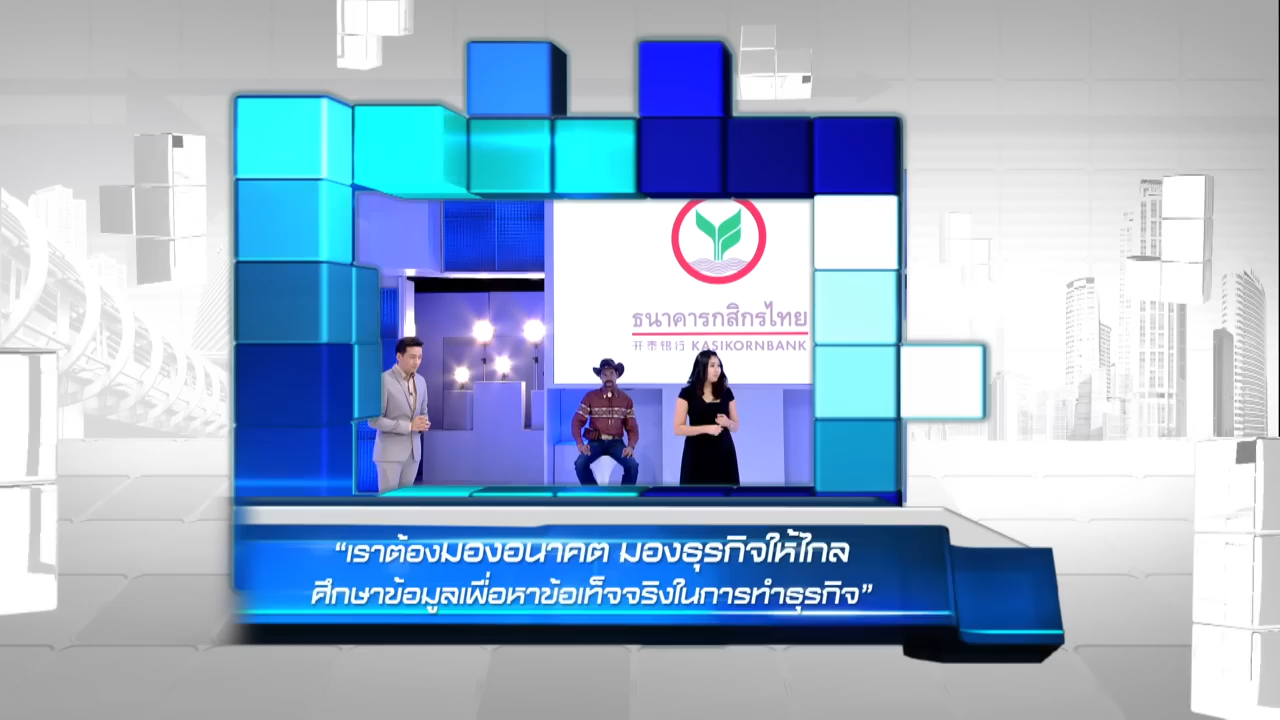 ธนาคารกสิกรไทย
开泰银行 KASIKORNBANK
“เราต้องมองอนาคต มองธุรกิจให้ไกล
ศึกษาข้อมูลเพื่อหาข้อเท็จจริงในการทำธุรกิจ”